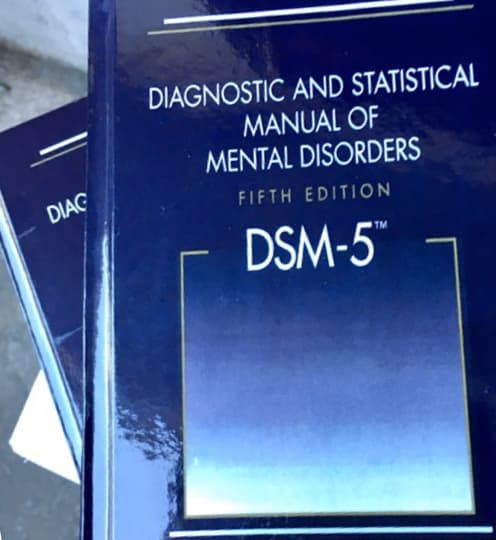 DIAGNOSTIC AND STATISTICAL
MANUAL OF
MENTAL DISORDERS
FIFTH EDITION
DSM-5™
DIAG